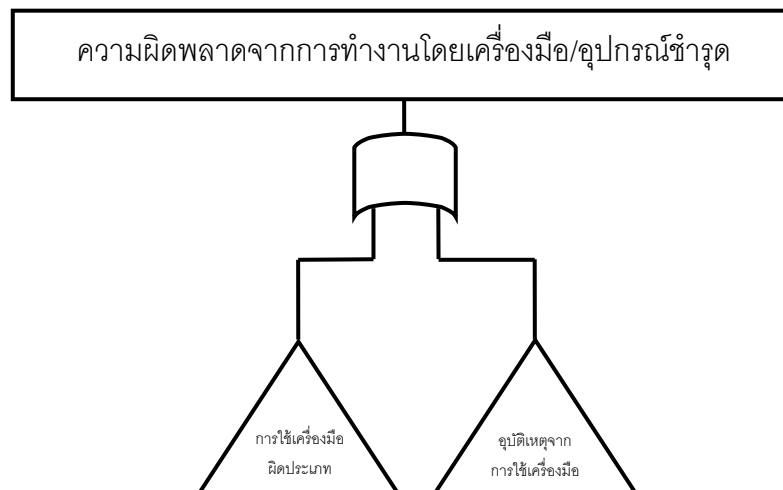 ความผิดพลาดจากการทำงานโดยเครื่องมือ/อุปกรณ์ชำรุด
การใช้เครื่องมือ
ผิดประเภท
อุบัติเหตุจาก
การใช้เครื่องมือ